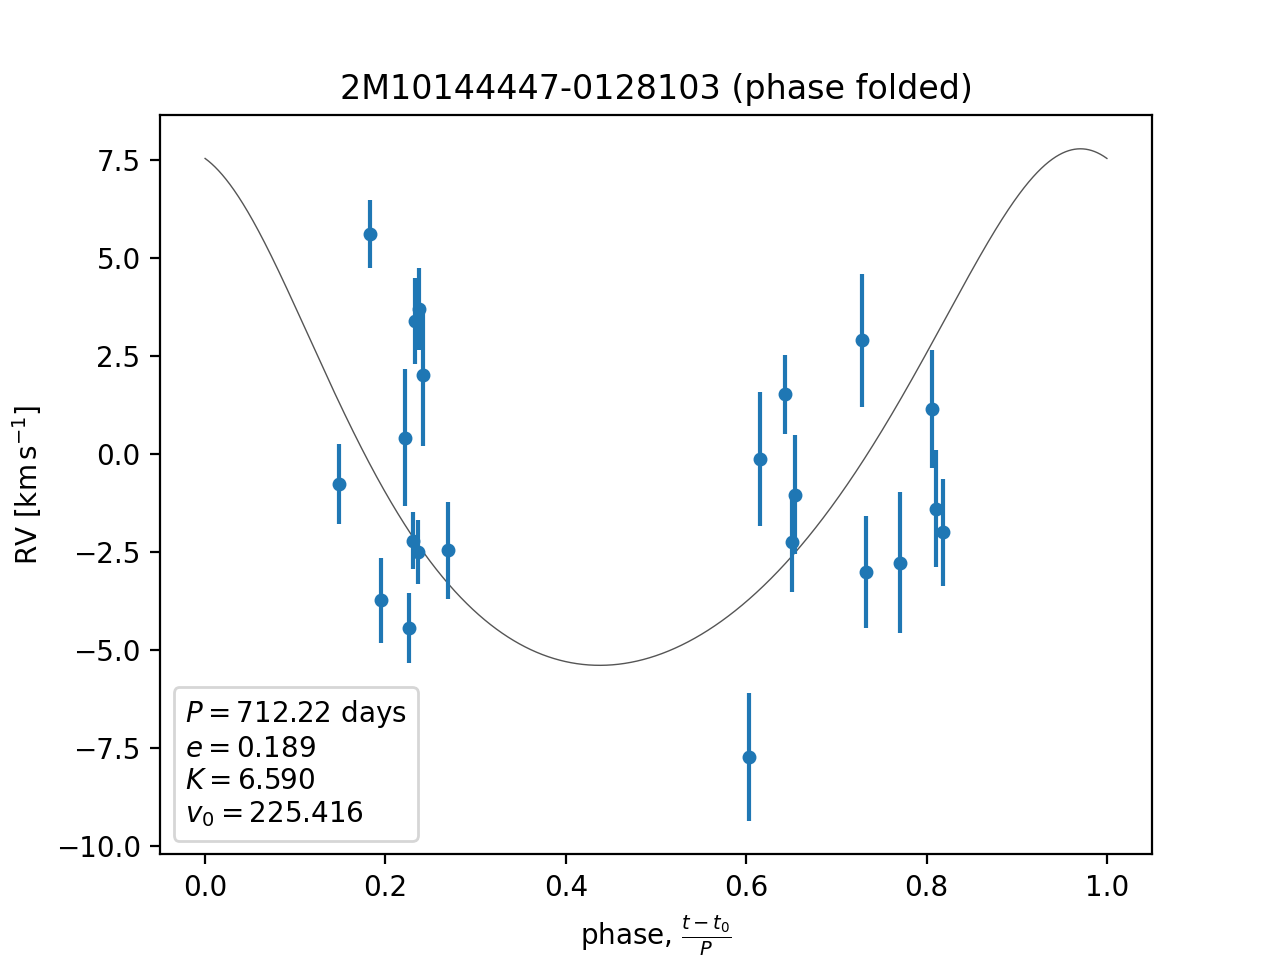 2M10144447-0128103 (phase folded)
7.5
5.0
2.5
0.0
−2.5
−5.0
−7.5
−10.0
RV [km s⁻¹]
P = 712.22 days
e = 0.189
K = 6.590
v₀ = 225.416
0.0 0.2 0.4 0.6 0.8 1.0
phase, (t − t₀)/P